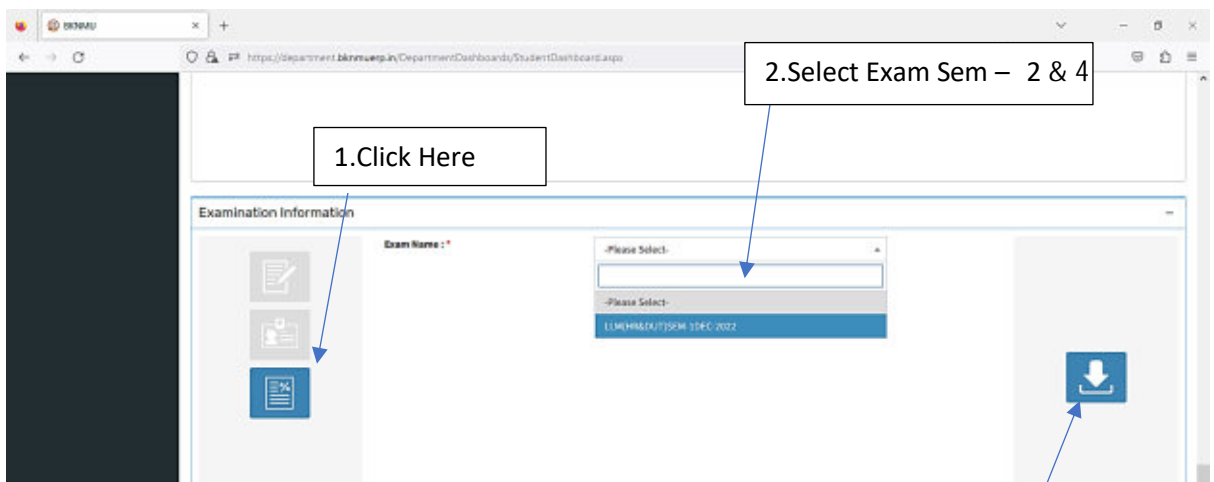 BKNMU
https://department.bknmuerp.in/DepartmentDashboards/StudentDashboard.aspx
2.Select Exam Sem – 2 & 4
1.Click Here
Examination Information
Exam Name : *
-Please Select-
-Please Select-
LLM(HR&DUT)SEM-1DEC-2022